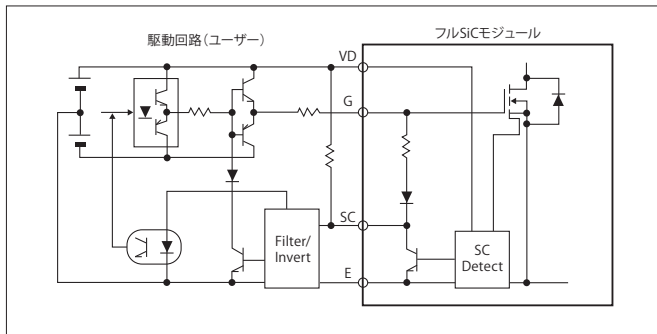 駆動回路（ユーザー）
フルSiCモジュール
VD
G
SC
Filter/
Invert
SC
Detect
E